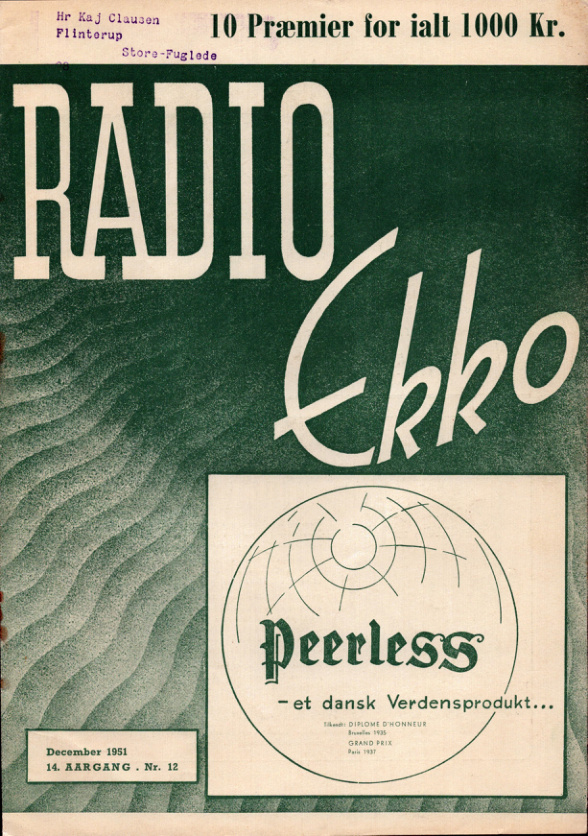 Hr Kaj Clausen
Flinterup
Store-Fuglede
10 Præmier for ialt 1000 Kr.
RADIO
Ekko
Peerless
- et dansk Verdensprodukt...
Tilkendt: DIPLOME D'HONNEUR
Bruxelles 1935
GRAND PRIX
Paris 1937
December 1951
14. AARGANG . Nr. 12